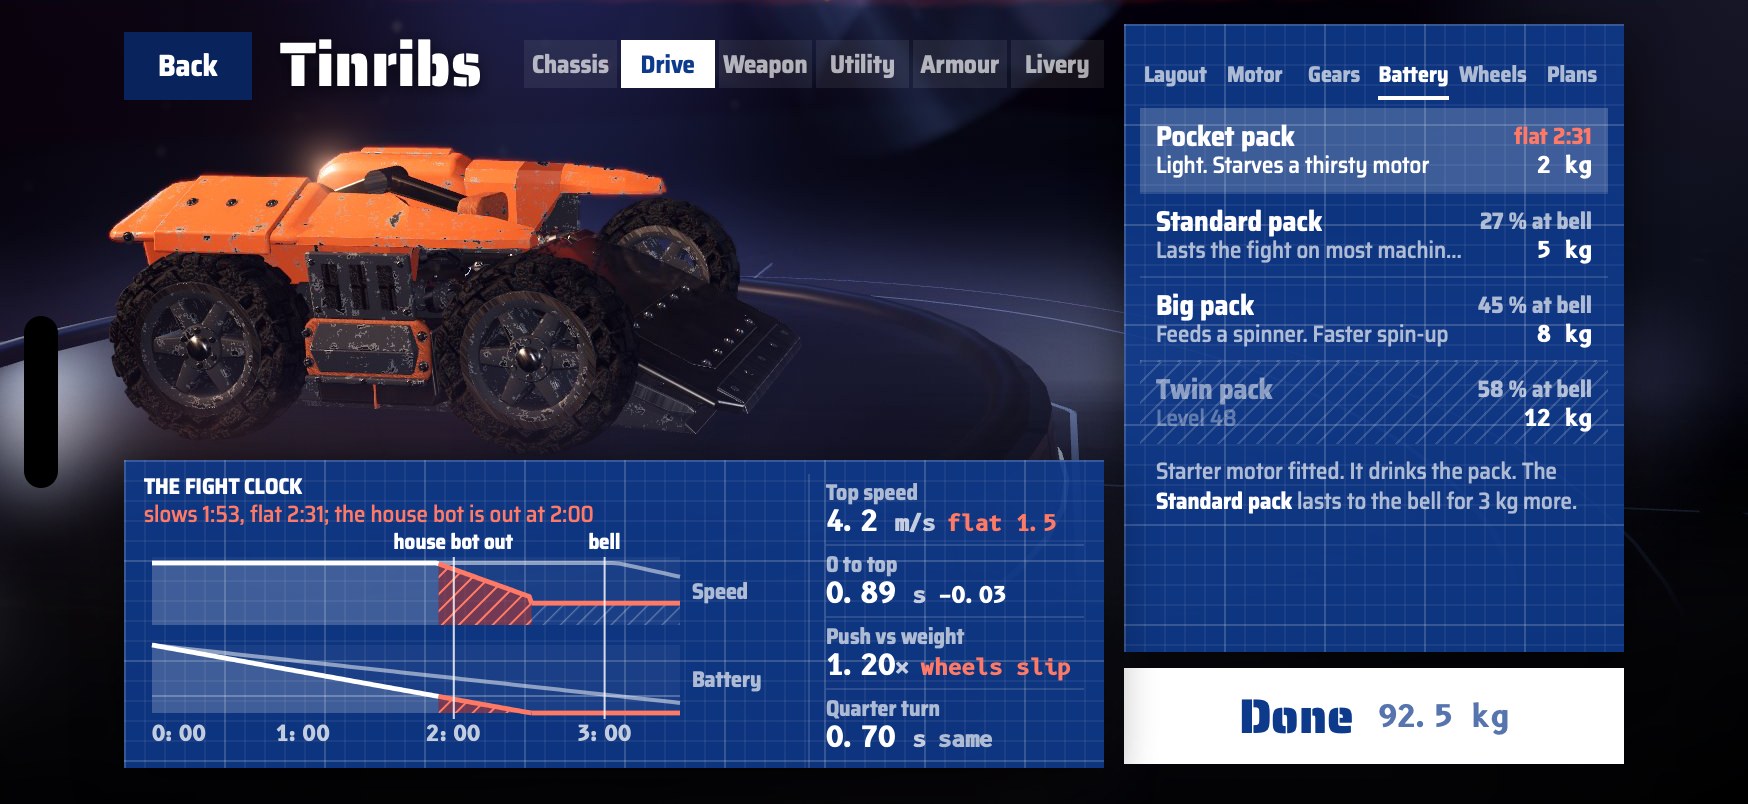 Back
Tinribs
Chassis Drive Weapon Utility Armour Livery
Layout Motor Gears Battery Wheels Plans
Pocket pack flat 2:31
Light. Starves a thirsty motor 2 kg
Standard pack 27 % at bell
Lasts the fight on most machin... 5 kg
Big pack 45 % at bell
Feeds a spinner. Faster spin-up 8 kg
Twin pack 58 % at bell
Level 48 12 kg
Starter motor fitted. It drinks the pack. The
Standard pack lasts to the bell for 3 kg more.
THE FIGHT CLOCK
slows 1:53, flat 2:31; the house bot is out at 2:00
house bot out bell
Speed
Battery
0:00 1:00 2:00 3:00
Top speed
4.2 m/s flat 1.5
0 to top
0.89 s −0.03
Push vs weight
1.20× wheels slip
Quarter turn
0.70 s same
Done 92.5 kg